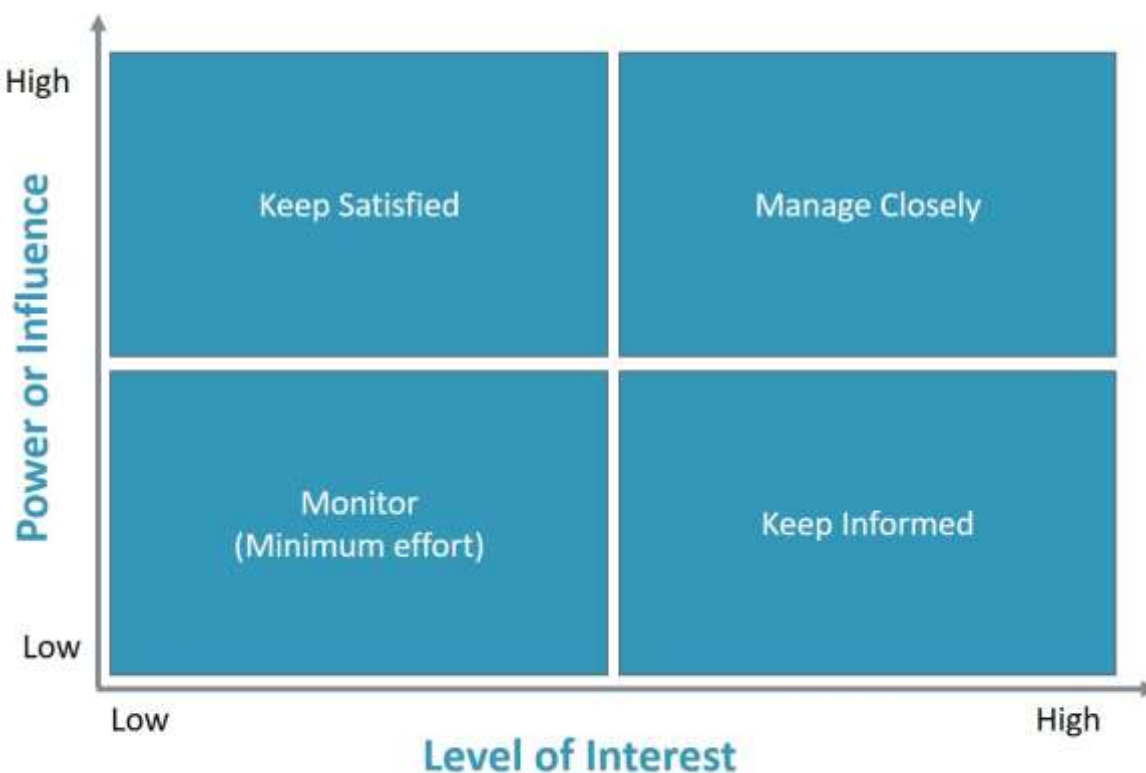 High
Keep Satisfied
Manage Closely
Power or Influence
Monitor
(Minimum effort)
Keep Informed
Low
Low
High
Level of Interest